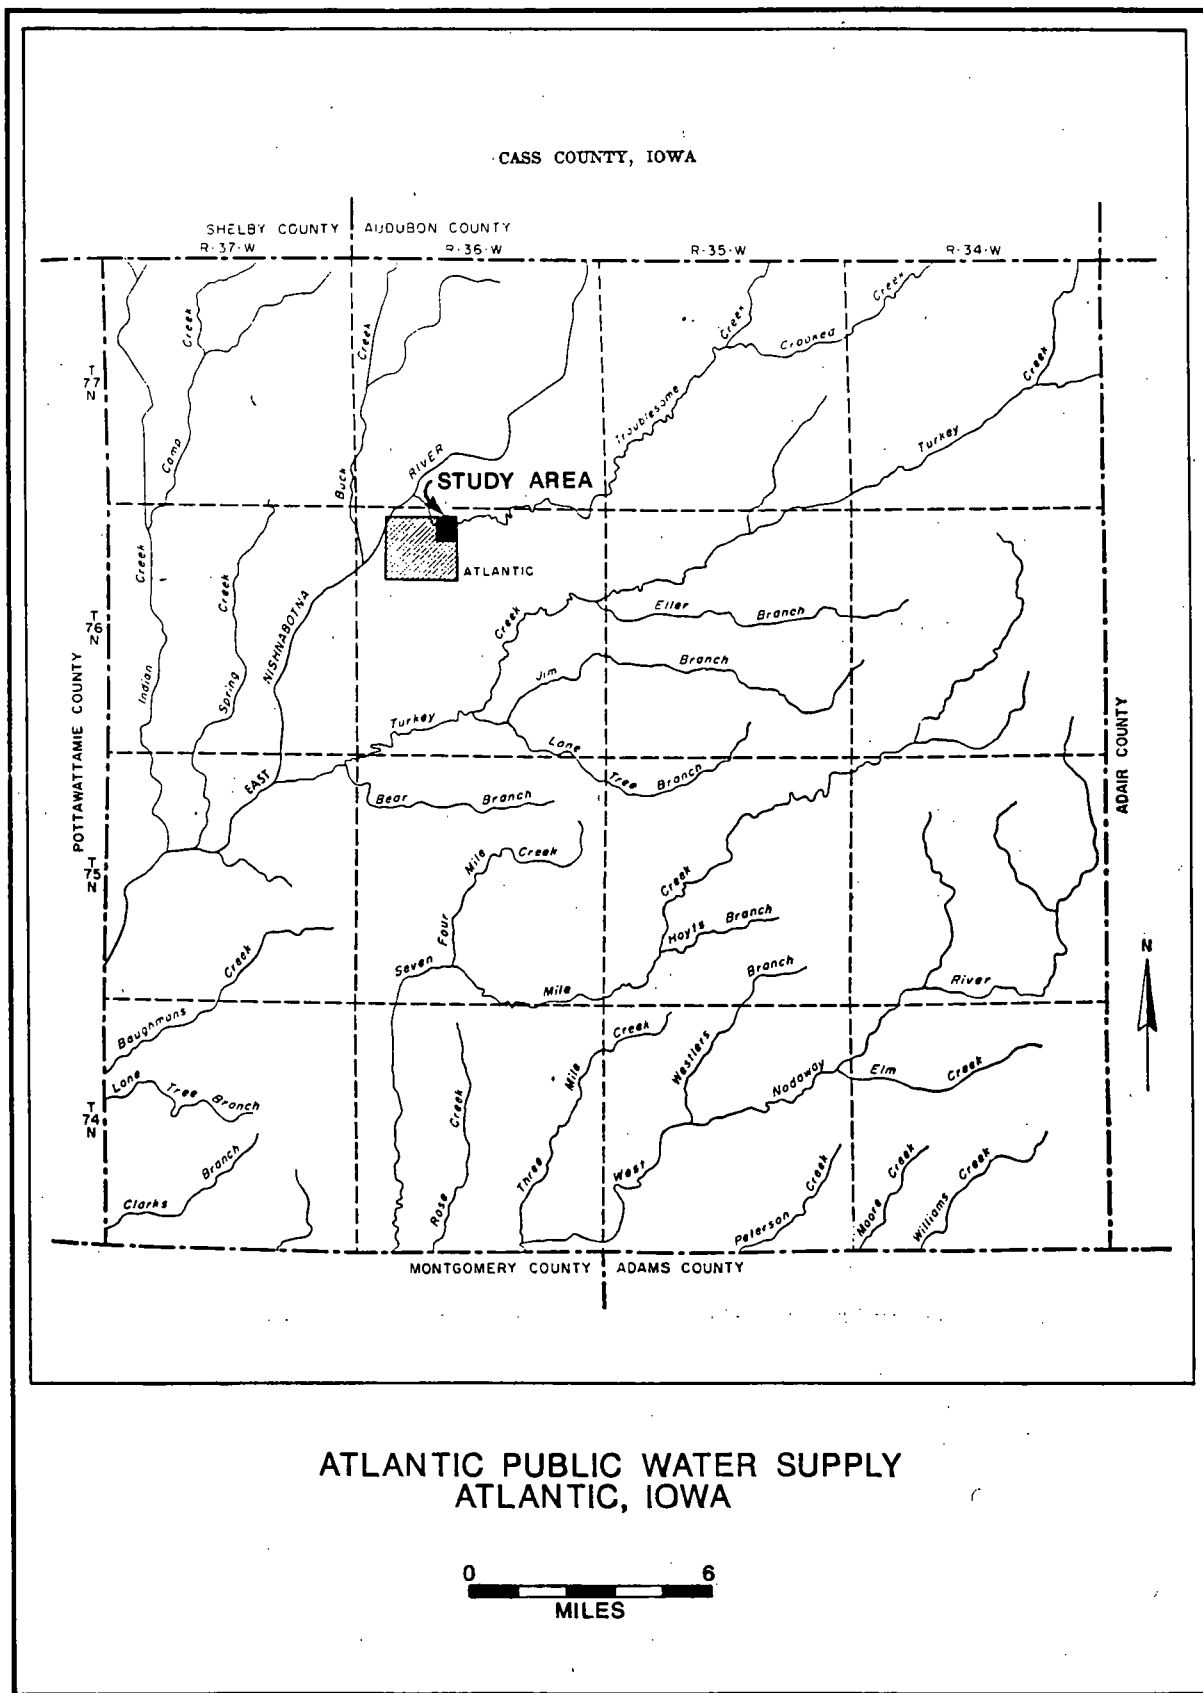 CASS COUNTY, IOWA
SHELBY COUNTY
AUDUBON COUNTY
R-37-W
R-36-W
R-35-W
R-34-W
T
77
N
Creek
Camp
Creek
Buck
RIVER
STUDY AREA
Troublesome
Creek
Crooked
Creek
Turkey
Creek
ATLANTIC
T
76
N
Indian
Creek
Spring
Creek
NISHNABOTNA
EAST
Creek
Turkey
Eller
Branch
Jim
Branch
Lone
Tree
Branch
Bear
Branch
POTTAWATTAMIE COUNTY
ADAIR COUNTY
T
75
N
Mile
Creek
Four
Seven
Mile
Creek
Hoyts
Branch
Branch
Westlers
River
N
Baughmans
Creek
Lone
Tree
Branch
T
74
N
Clarks
Branch
Rose
Creek
Three
Mile
Creek
West
Nodaway
Elm
Creek
Peterson
Creek
Moore
Creek
Williams
Creek
MONTGOMERY COUNTY
ADAMS COUNTY
ATLANTIC PUBLIC WATER SUPPLY
ATLANTIC, IOWA
0
6
MILES